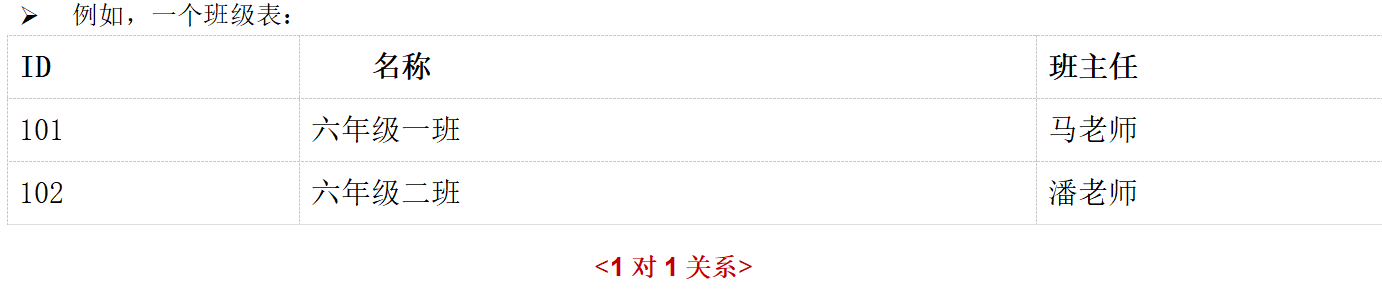 ➢ 例如，一个班级表：
ID 名称 班主任
101 六年级一班 马老师
102 六年级二班 潘老师
<1 对 1 关系>